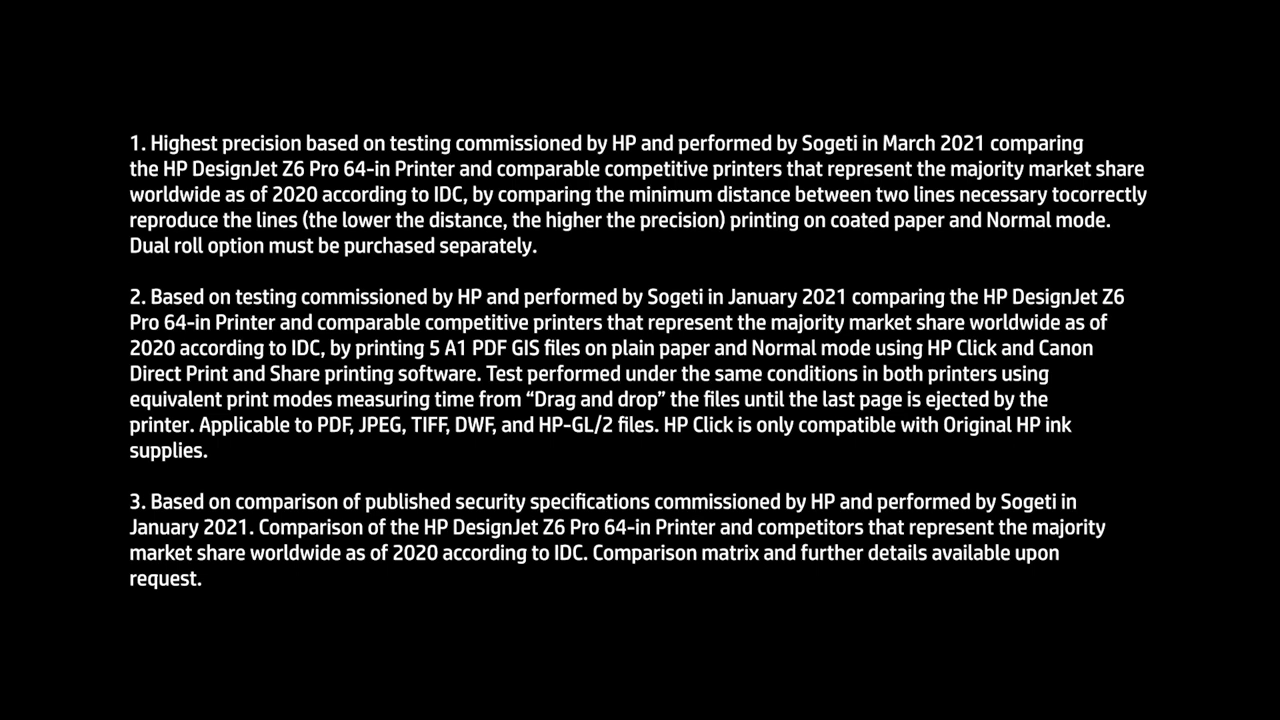 1. Highest precision based on testing commissioned by HP and performed by Sogeti in March 2021 comparing
the HP DesignJet Z6 Pro 64-in Printer and comparable competitive printers that represent the majority market share
worldwide as of 2020 according to IDC, by comparing the minimum distance between two lines necessary tocorrectly
reproduce the lines (the lower the distance, the higher the precision) printing on coated paper and Normal mode.
Dual roll option must be purchased separately.
2. Based on testing commissioned by HP and performed by Sogeti in January 2021 comparing the HP DesignJet Z6
Pro 64-in Printer and comparable competitive printers that represent the majority market share worldwide as of
2020 according to IDC, by printing 5 A1 PDF GIS files on plain paper and Normal mode using HP Click and Canon
Direct Print and Share printing software. Test performed under the same conditions in both printers using
equivalent print modes measuring time from “Drag and drop” the files until the last page is ejected by the
printer. Applicable to PDF, JPEG, TIFF, DWF, and HP-GL/2 files. HP Click is only compatible with Original HP ink
supplies.
3. Based on comparison of published security specifications commissioned by HP and performed by Sogeti in
January 2021. Comparison of the HP DesignJet Z6 Pro 64-in Printer and competitors that represent the majority
market share worldwide as of 2020 according to IDC. Comparison matrix and further details available upon
request.